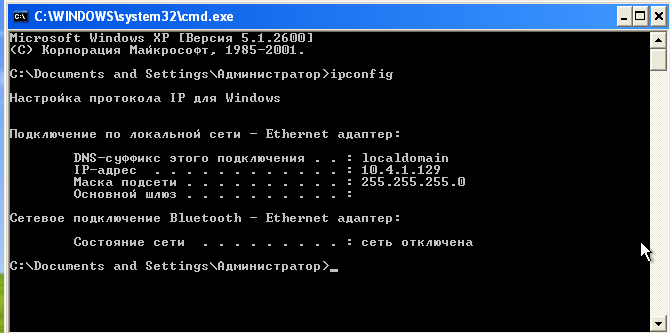 C:\WINDOWS\system32\cmd.exe
Microsoft Windows XP [Версия 5.1.2600]
(C) Корпорация Майкрософт, 1985-2001.
C:\Documents and Settings\Администратор>ipconfig
Настройка протокола IP для Windows
Подключение по локальной сети - Ethernet адаптер:
DNS-суффикс этого подключения . . : localdomain
IP-адрес . . . . . . . . . . . . : 10.4.1.129
Маска подсети . . . . . . . . . . : 255.255.255.0
Основной шлюз . . . . . . . . . . :
Сетевое подключение Bluetooth - Ethernet адаптер:
Состояние сети . . . . . . . . . : сеть отключена
C:\Documents and Settings\Администратор>_